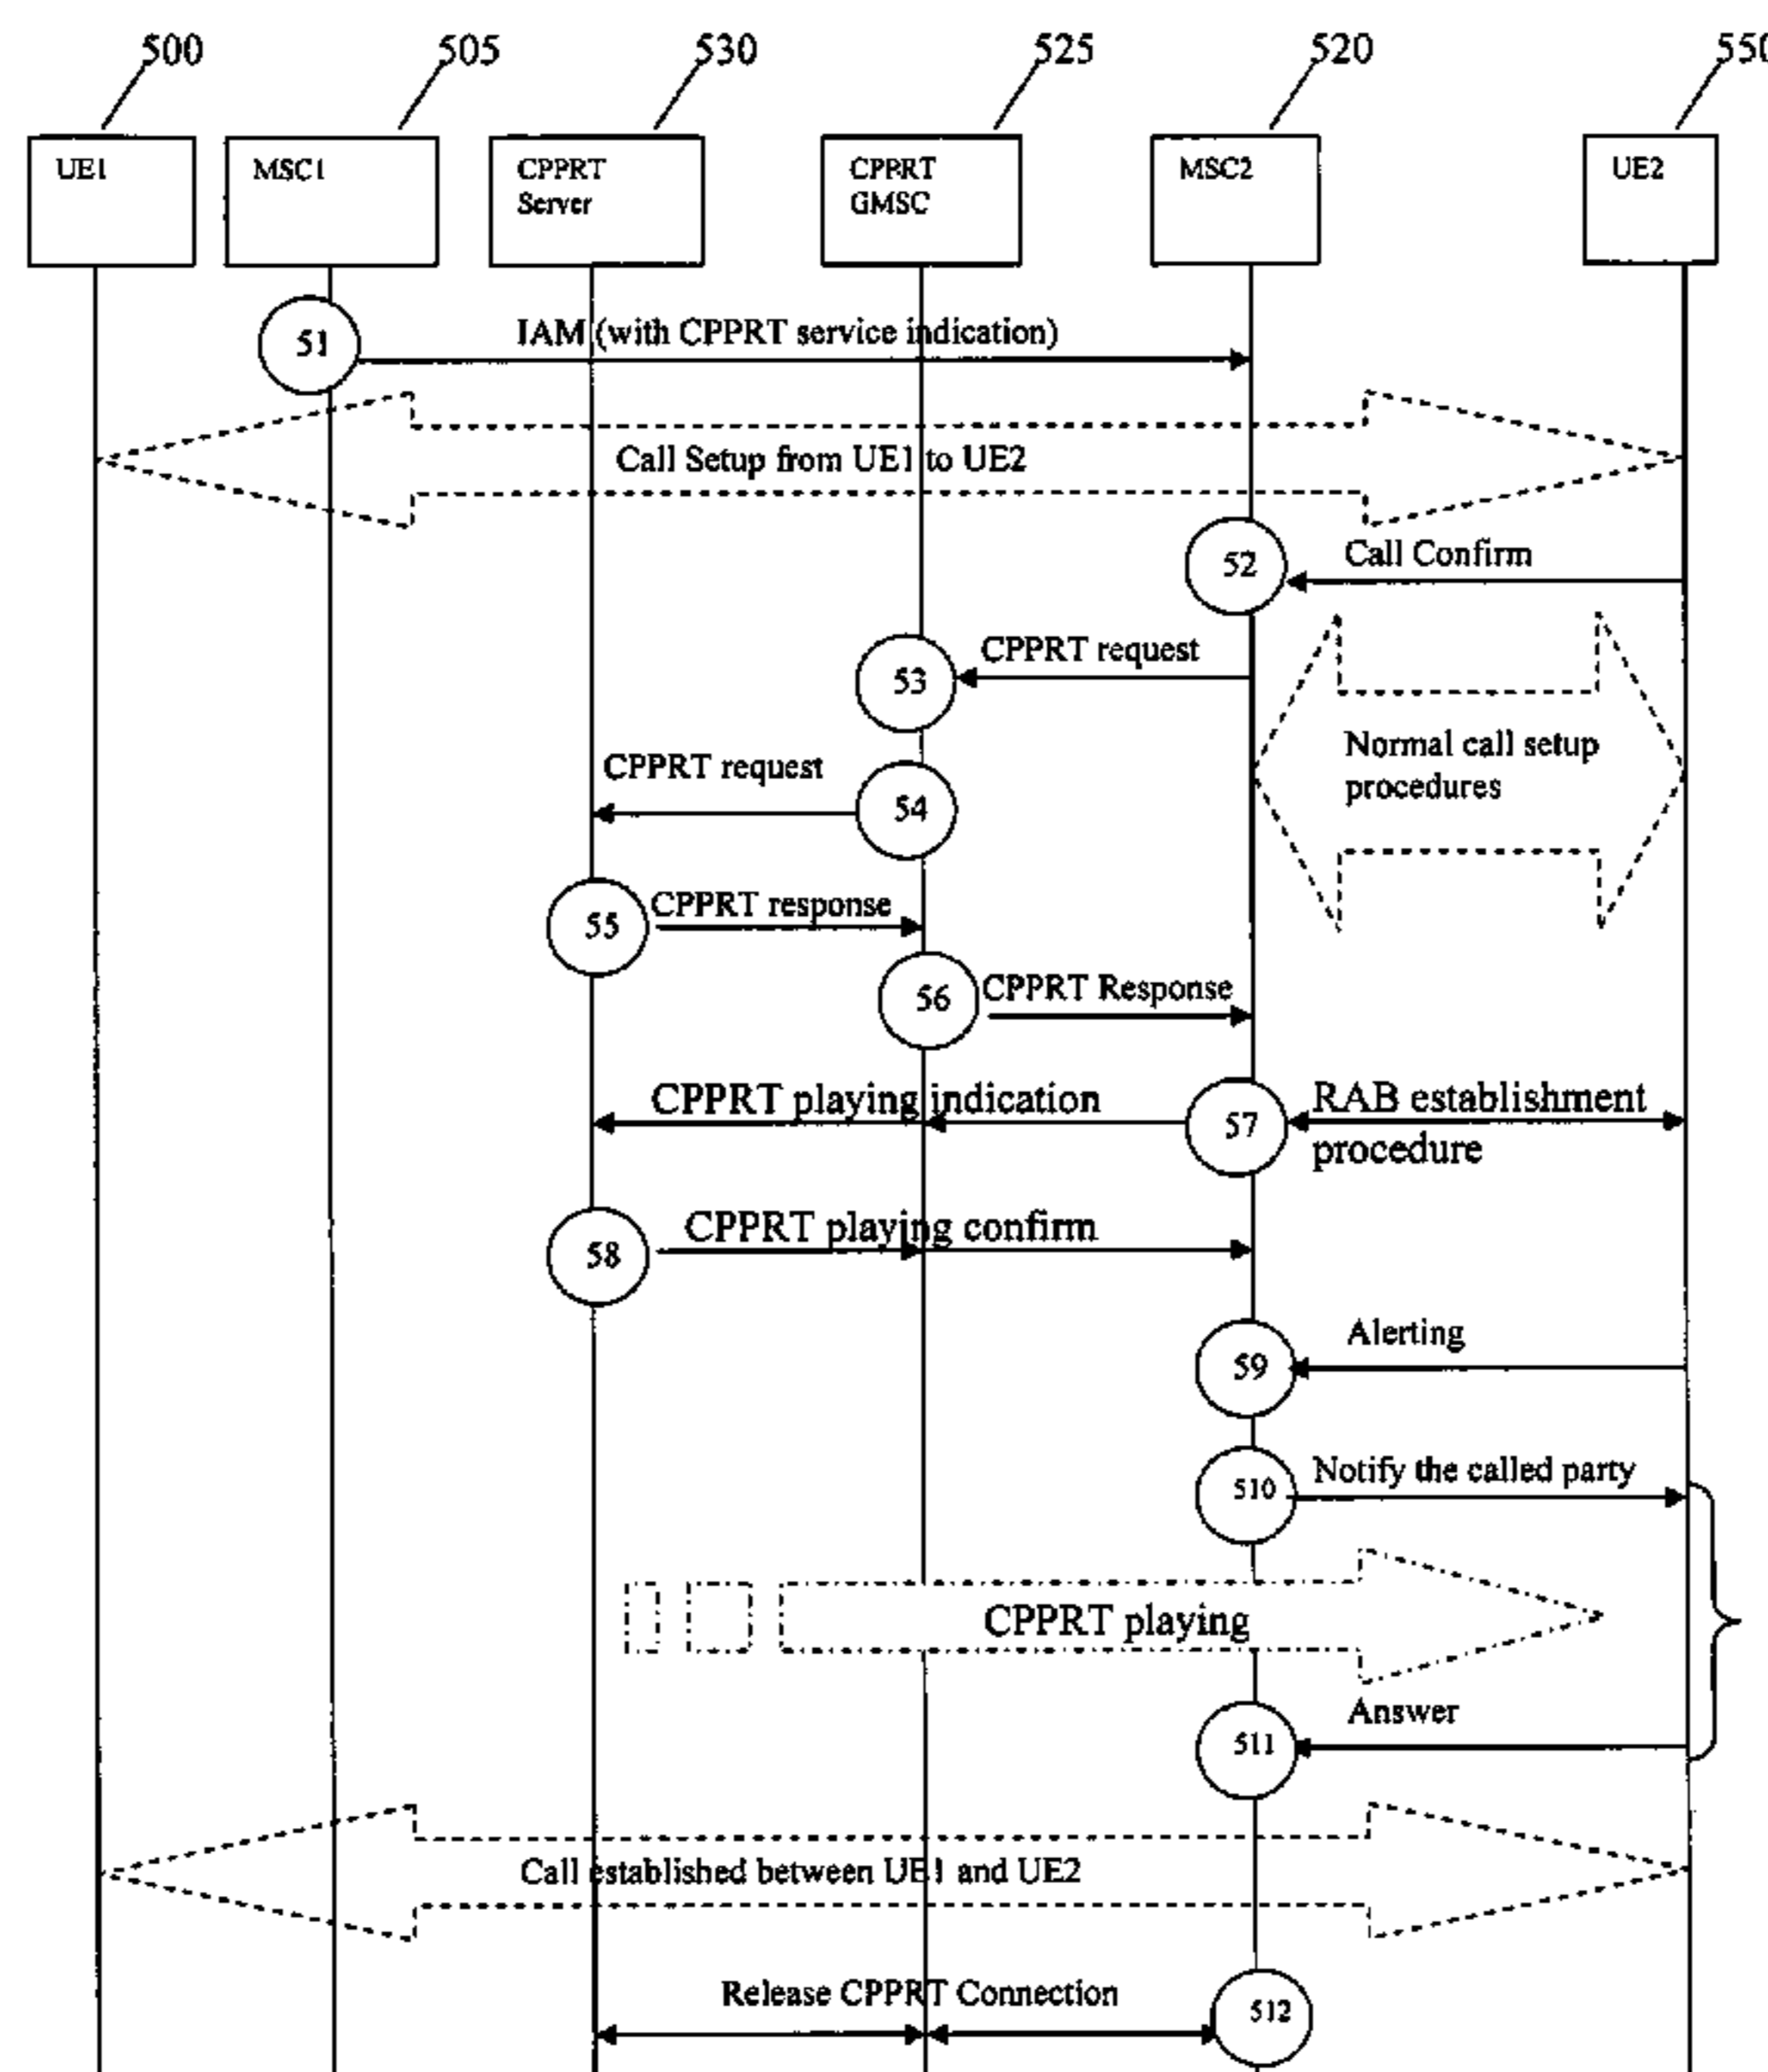 500
505
530
525
520
550
UE1
MSC1
CPPRT
Server
CPPRT
GMSC
MSC2
UE2
51
IAM (with CPPRT service indication)
Call Setup from UE1 to UE2
52
Call Confirm
53
CPPRT request
Normal call setup
procedures
CPPRT request
54
55
CPPRT response
56
CPPRT Response
CPPRT playing indication
57
RAB establishment
procedure
58
CPPRT playing confirm
59
Alerting
510
Notify the called party
CPPRT playing
511
Answer
Call established between UE1 and UE2
Release CPPRT Connection
512